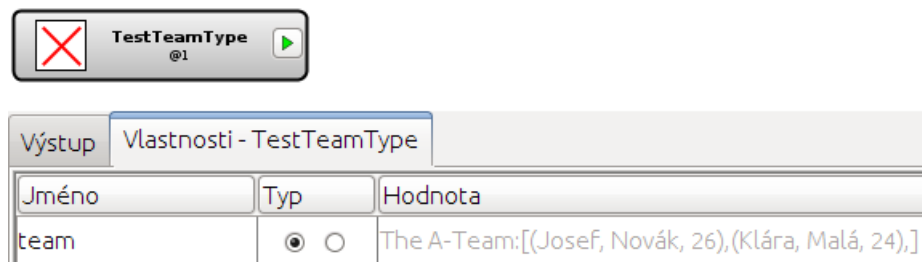 TestTeamType
@1
Výstup
Vlastnosti - TestTeamType
Jméno
Typ
Hodnota
team
The A-Team:[(Josef, Novák, 26),(Klára, Malá, 24),]